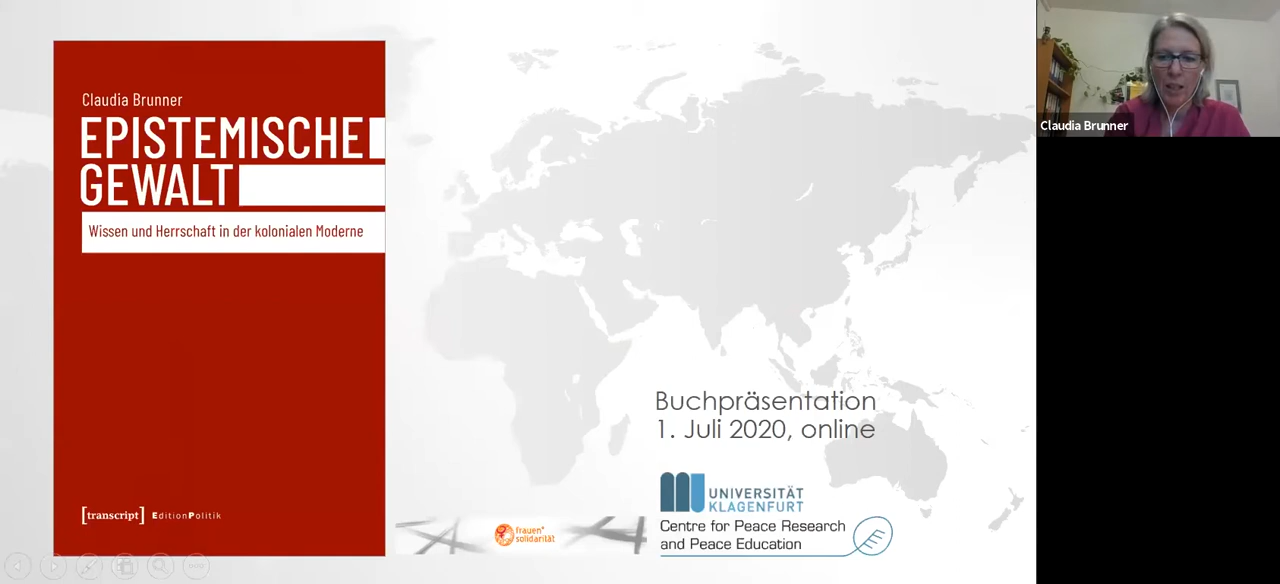 Claudia Brunner
EPISTEMISCHE
GEWALT
Wissen und Herrschaft in der kolonialen Moderne
[transcript] EditionPolitik
Buchpräsentation
1. Juli 2020, online
UNIVERSITÄT
KLAGENFURT
frauen*
solidarität
Centre for Peace Research
and Peace Education
Claudia Brunner